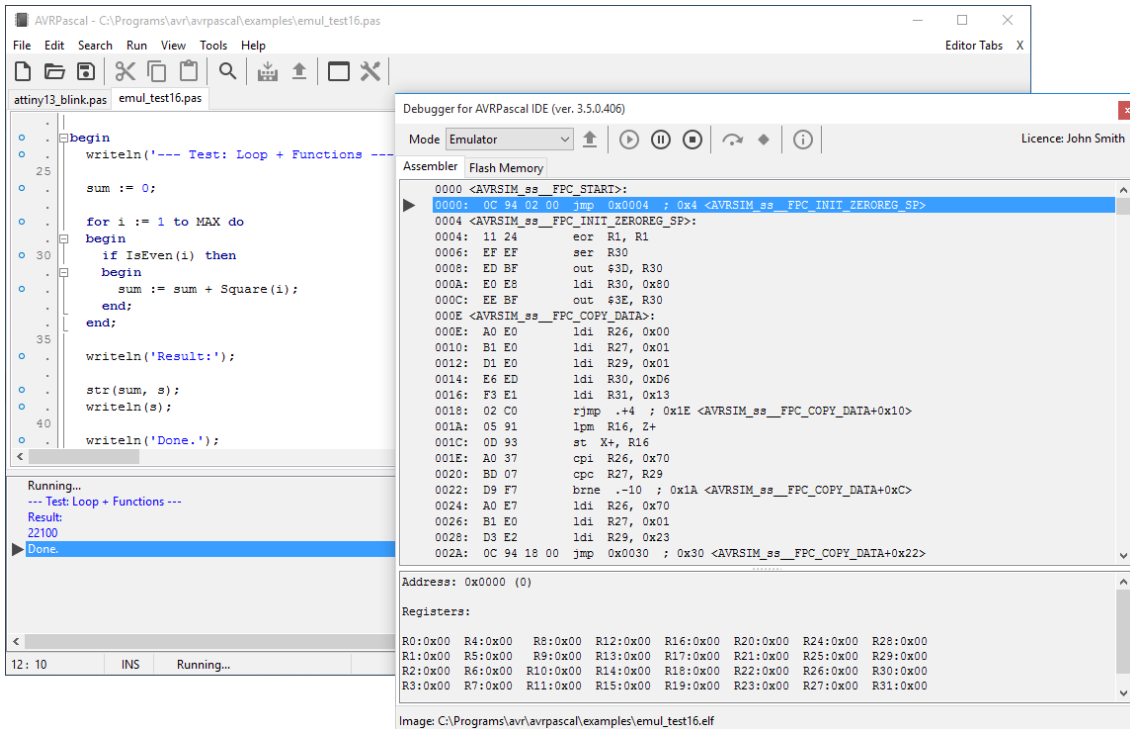 AVRPascal - C:\Programs\avr\avrpascal\examples\emul_test16.pas
File Edit Search Run View Tools Help
Editor Tabs X
attiny13_blink.pas emul_test16.pas
begin
writeln('--- Test: Loop + Functions ---
25
sum := 0;
for i := 1 to MAX do
begin
30 if IsEven(i) then
begin
sum := sum + Square(i);
end;
end;
35
writeln('Result:');
str(sum, s);
writeln(s);
40
writeln('Done.');
Running...
--- Test: Loop + Functions ---
Result:
22100
Done.
12: 10 INS Running...
Debugger for AVRPascal IDE (ver. 3.5.0.406)
x
Mode Emulator
Licence: John Smith
Assembler Flash Memory
0000 <AVRSIM_ss__FPC_START>:
0000: 0C 94 02 00 jmp 0x0004 ; 0x4 <AVRSIM_ss__FPC_INIT_ZEROREG_SP>
0004 <AVRSIM_ss__FPC_INIT_ZEROREG_SP>:
0004: 11 24 eor R1, R1
0006: EF EF ser R30
0008: ED BF out $3D, R30
000A: E0 E8 ldi R30, 0x80
000C: EE BF out $3E, R30
000E <AVRSIM_ss__FPC_COPY_DATA>:
000E: A0 E0 ldi R26, 0x00
0010: B1 E0 ldi R27, 0x01
0012: D1 E0 ldi R29, 0x01
0014: E6 ED ldi R30, 0xD6
0016: F3 E1 ldi R31, 0x13
0018: 02 C0 rjmp .+4 ; 0x1E <AVRSIM_ss__FPC_COPY_DATA+0x10>
001A: 05 91 lpm R16, Z+
001C: 0D 93 st X+, R16
001E: A0 37 cpi R26, 0x70
0020: BD 07 cpc R27, R29
0022: D9 F7 brne .-10 ; 0x1A <AVRSIM_ss__FPC_COPY_DATA+0xC>
0024: A0 E7 ldi R26, 0x70
0026: B1 E0 ldi R27, 0x01
0028: D3 E2 ldi R29, 0x23
002A: 0C 94 18 00 jmp 0x0030 ; 0x30 <AVRSIM_ss__FPC_COPY_DATA+0x22>
Address: 0x0000 (0)
Registers:
R0:0x00 R4:0x00 R8:0x00 R12:0x00 R16:0x00 R20:0x00 R24:0x00 R28:0x00
R1:0x00 R5:0x00 R9:0x00 R13:0x00 R17:0x00 R21:0x00 R25:0x00 R29:0x00
R2:0x00 R6:0x00 R10:0x00 R14:0x00 R18:0x00 R22:0x00 R26:0x00 R30:0x00
R3:0x00 R7:0x00 R11:0x00 R15:0x00 R19:0x00 R23:0x00 R27:0x00 R31:0x00
Image: C:\Programs\avr\avrpascal\examples\emul_test16.elf